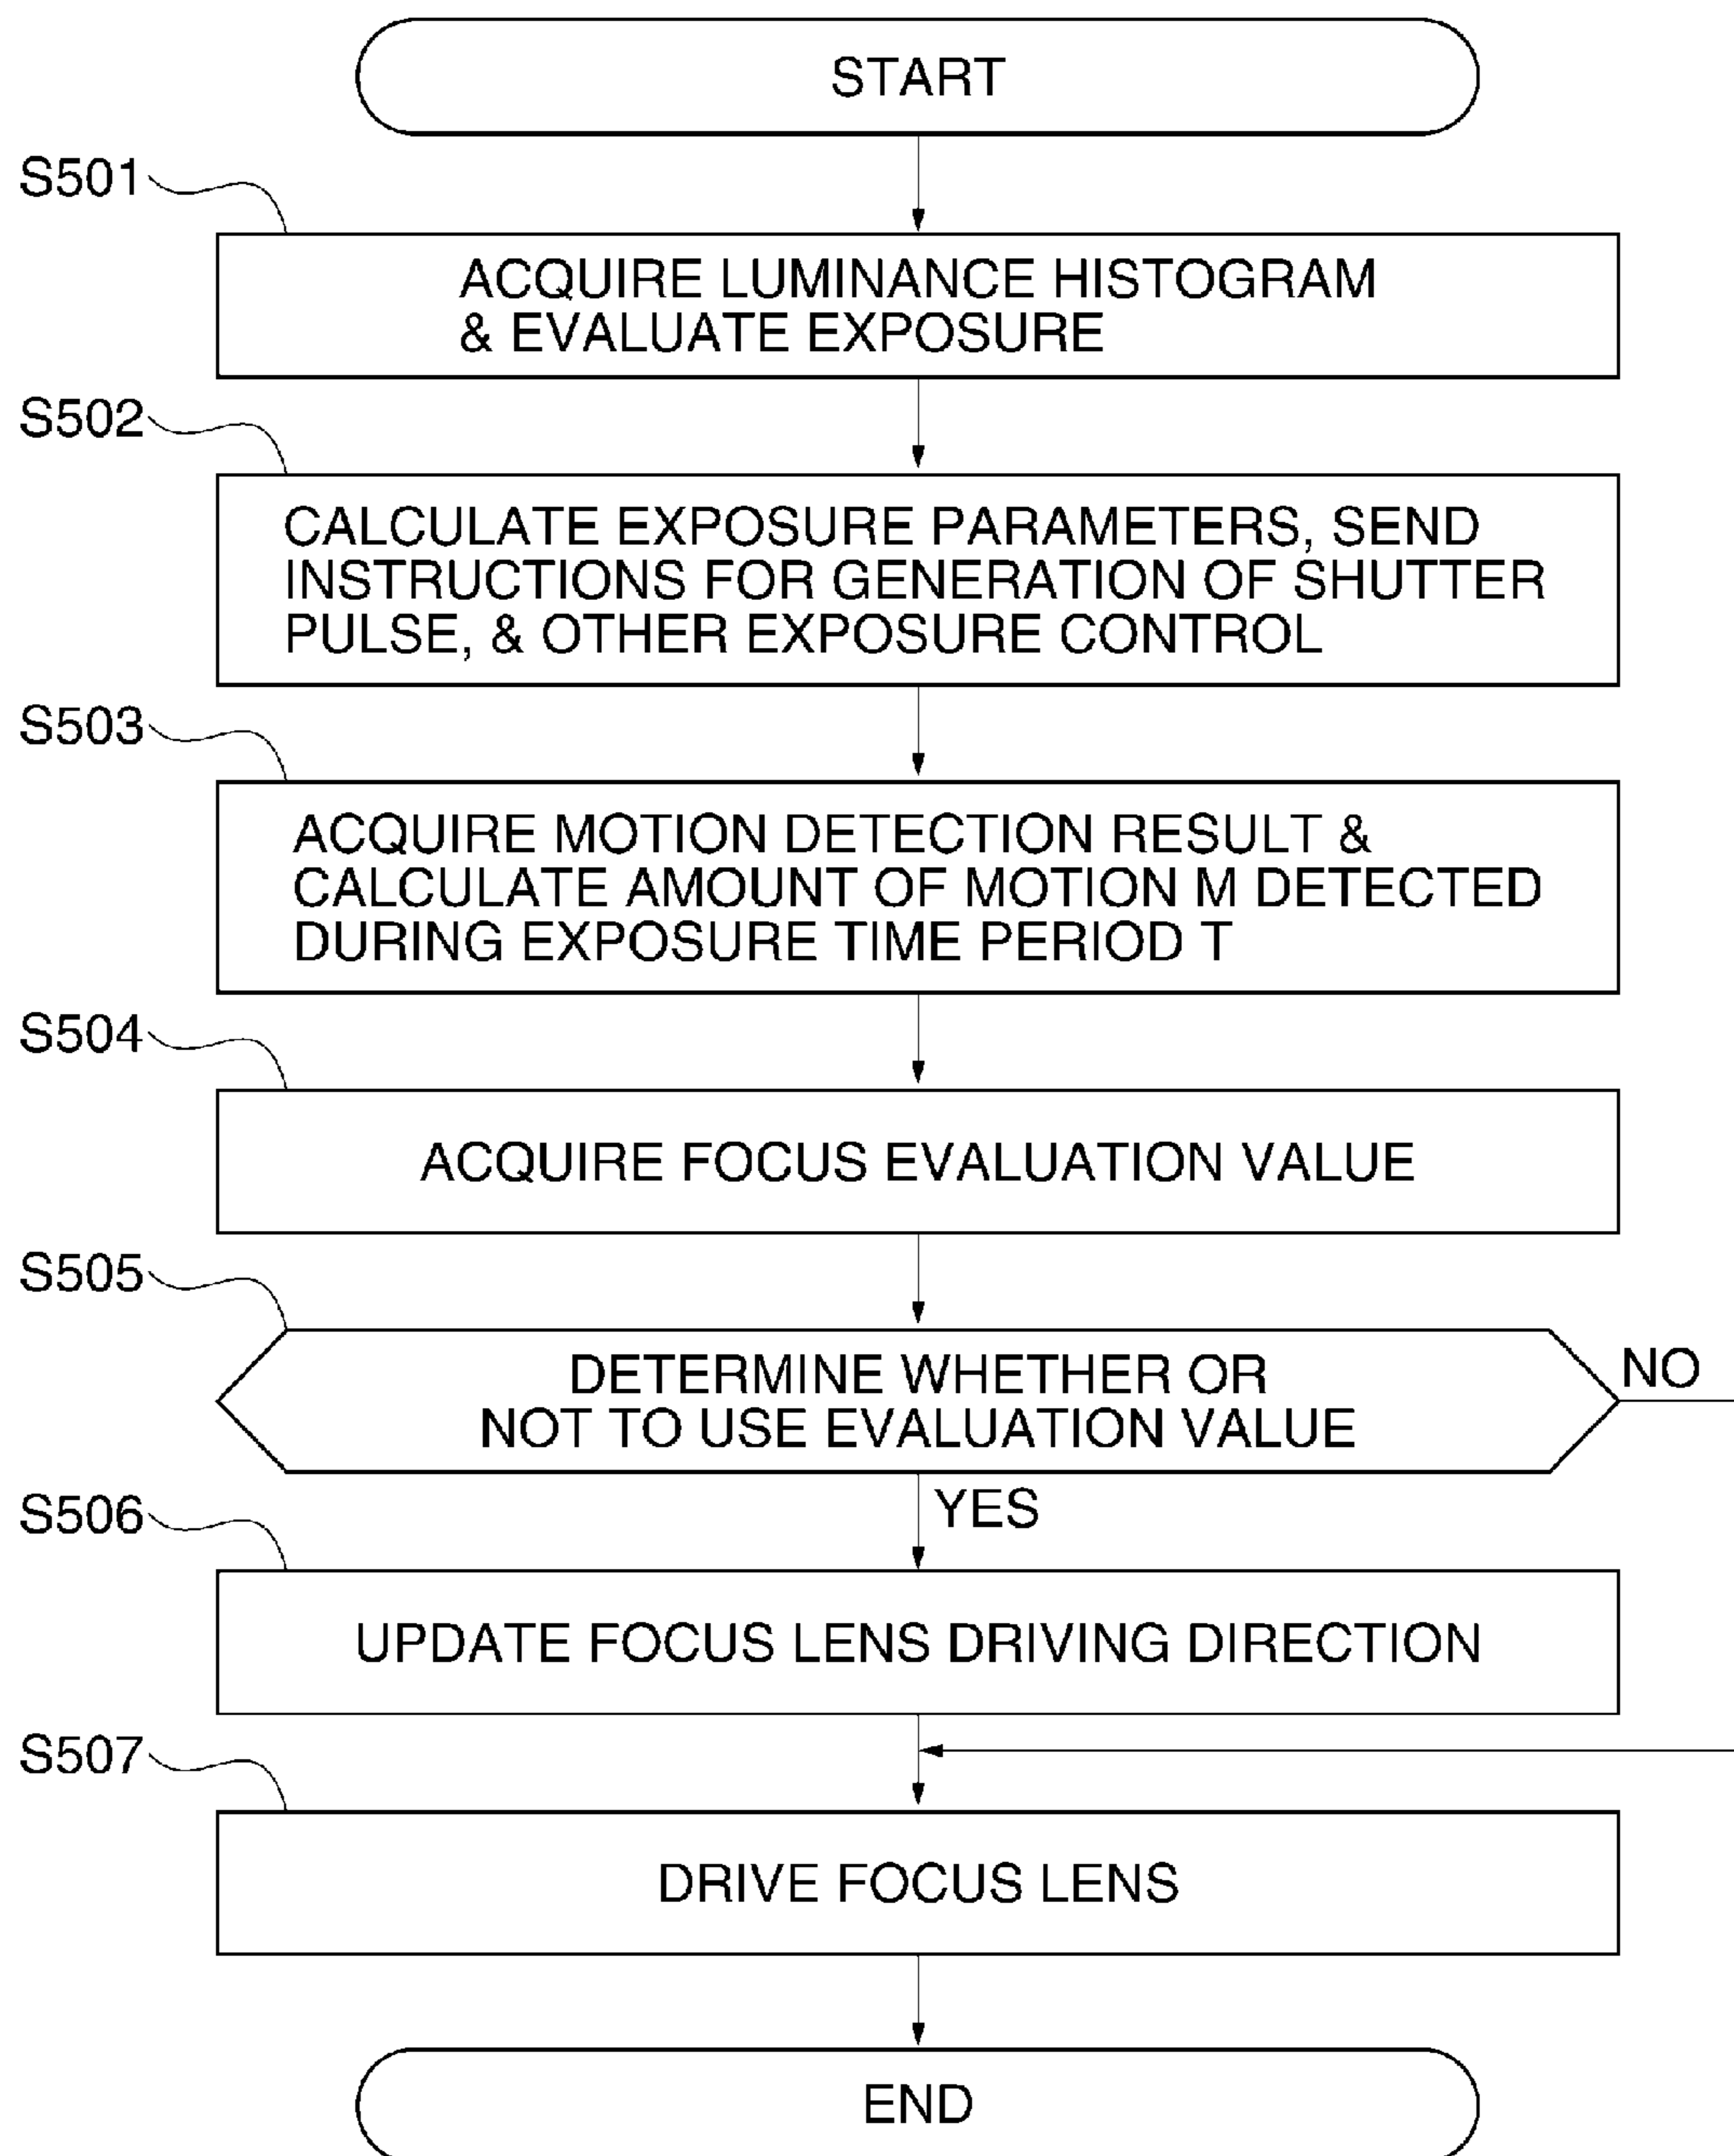 START
S501
ACQUIRE LUMINANCE HISTOGRAM
& EVALUATE EXPOSURE
S502
CALCULATE EXPOSURE PARAMETERS, SEND
INSTRUCTIONS FOR GENERATION OF SHUTTER
PULSE, & OTHER EXPOSURE CONTROL
S503
ACQUIRE MOTION DETECTION RESULT &
CALCULATE AMOUNT OF MOTION M DETECTED
DURING EXPOSURE TIME PERIOD T
S504
ACQUIRE FOCUS EVALUATION VALUE
S505
DETERMINE WHETHER OR
NOT TO USE EVALUATION VALUE
NO
YES
S506
UPDATE FOCUS LENS DRIVING DIRECTION
S507
DRIVE FOCUS LENS
END